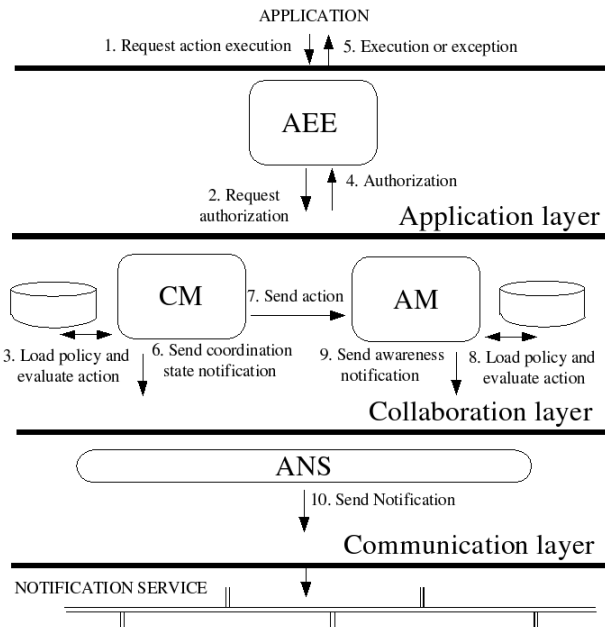 APPLICATION
1. Request action execution
5. Execution or exception
AEE
2. Request
authorization
4. Authorization
Application layer
CM
7. Send action
AM
3. Load policy and
evaluate action
6. Send coordination
state notification
9. Send awareness
notification
8. Load policy and
evaluate action
Collaboration layer
ANS
10. Send Notification
Communication layer
NOTIFICATION SERVICE